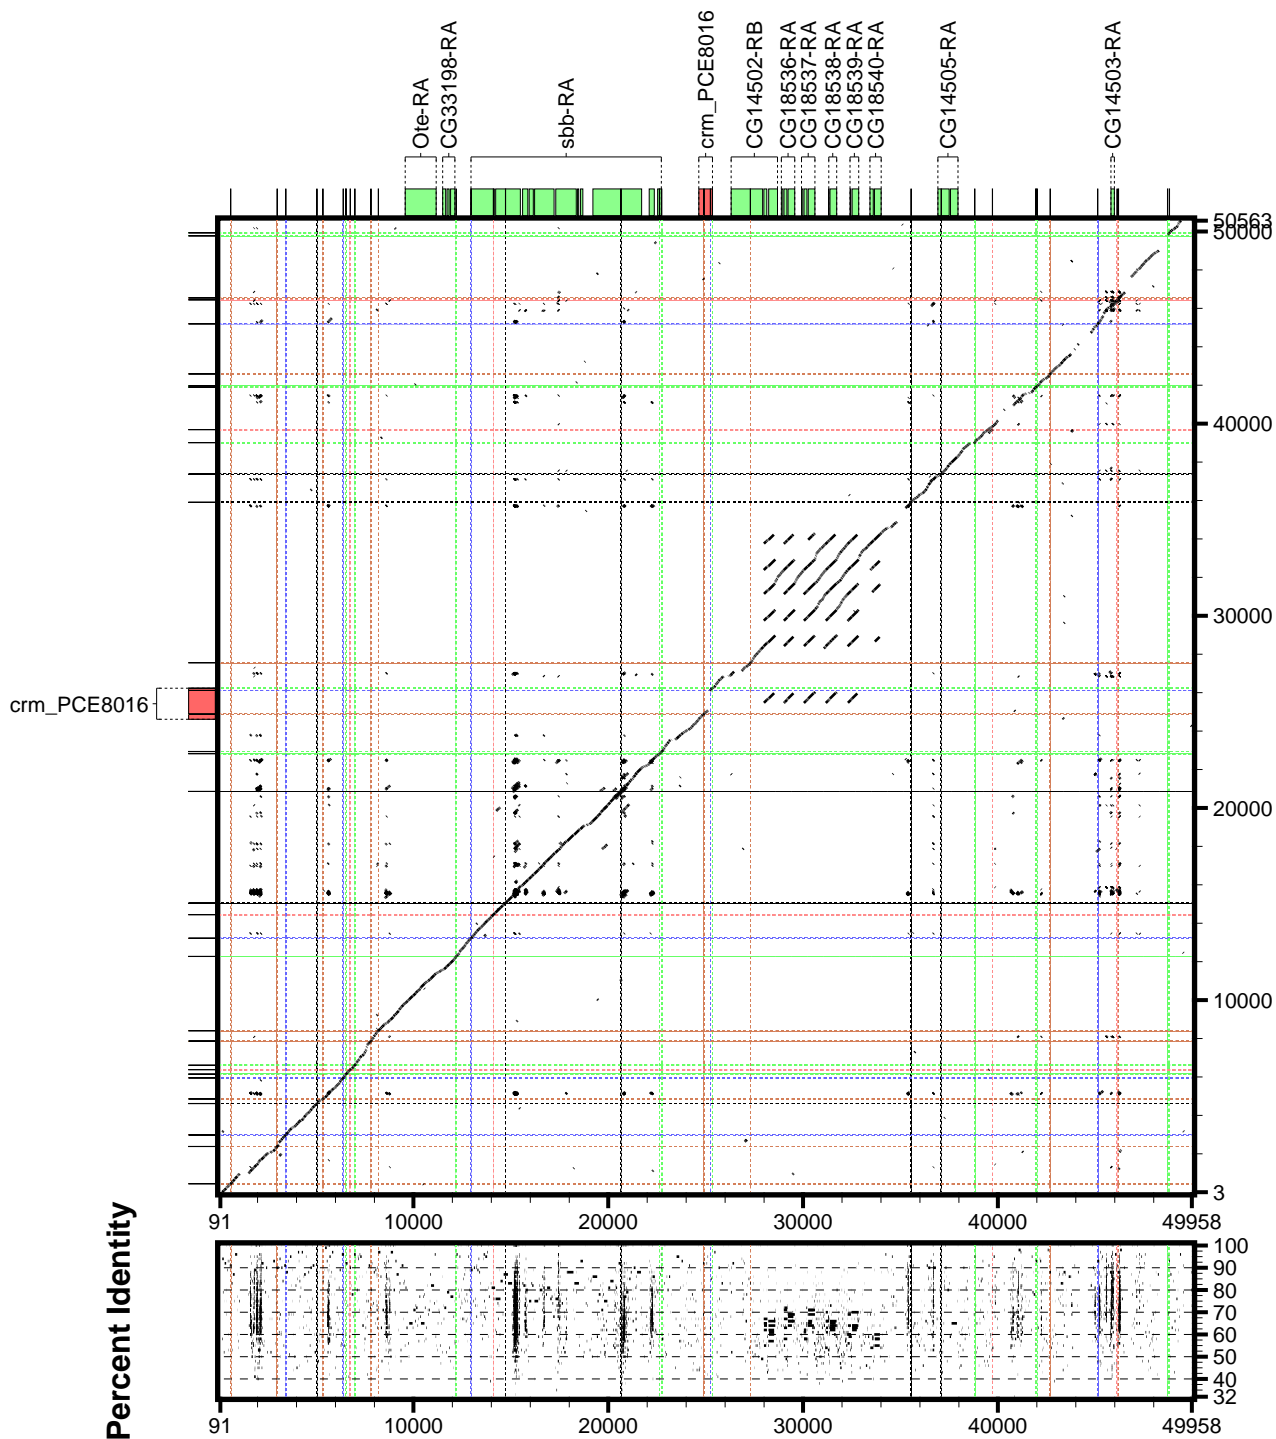 Ote-RA
CG33198-RA
sbb-RA
crm_PCE8016
CG14502-RB
CG18536-RA
CG18537-RA
CG18538-RA
CG18539-RA
CG18540-RA
CG14505-RA
CG14503-RA
50563
50000
40000
30000
crm_PCE8016
20000
10000
3
91 10000 20000 30000 40000 49958
Percent Identity
100
90
80
70
60
50
40
32
91 10000 20000 30000 40000 49958